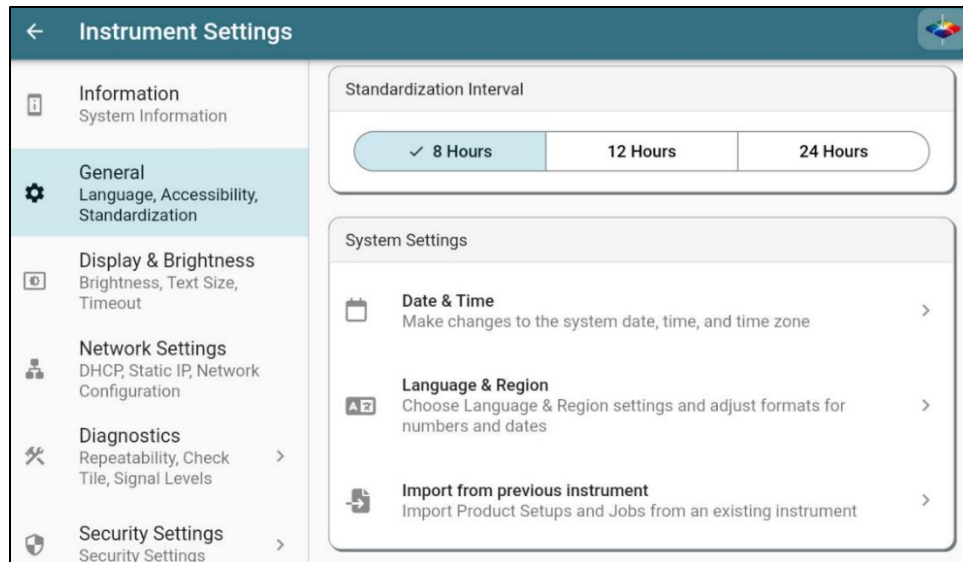 Instrument Settings
Information
System Information
General
Language, Accessibility,
Standardization
Display & Brightness
Brightness, Text Size,
Timeout
Network Settings
DHCP, Static IP, Network
Configuration
Diagnostics
Repeatability, Check
Tile, Signal Levels
Security Settings
Security Settings
Standardization Interval
8 Hours 12 Hours 24 Hours
System Settings
Date & Time
Make changes to the system date, time, and time zone
Language & Region
Choose Language & Region settings and adjust formats for
numbers and dates
Import from previous instrument
Import Product Setups and Jobs from an existing instrument